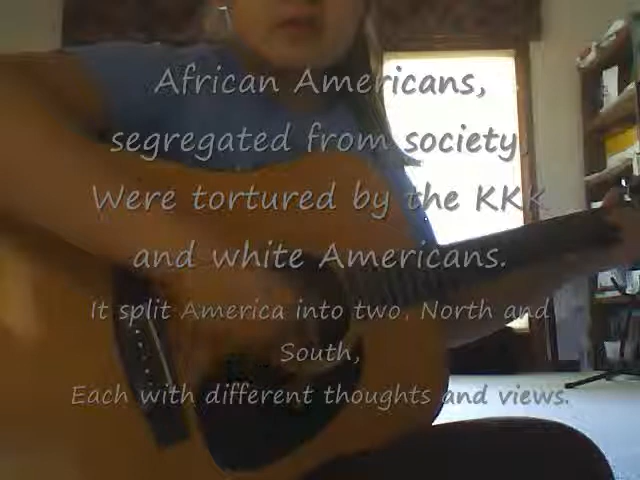 African Americans,
segregated from society.
Were tortured by the KKK
and white Americans.
It split America into two. North and
South,
Each with different thoughts and views.